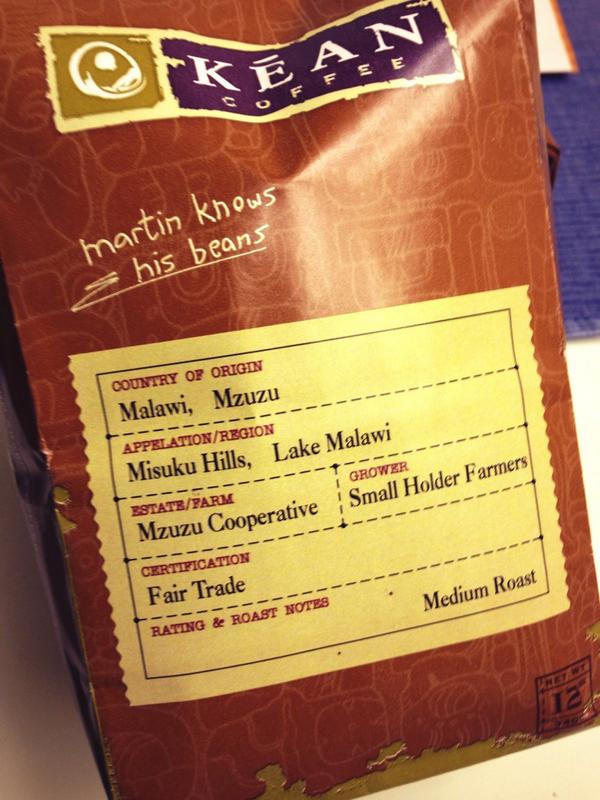 KĒAN
COFFEE
martin knows
his beans
COUNTRY OF ORIGIN
Malawi, Mzuzu
APPELATION/REGION
Misuku Hills, Lake Malawi
ESTATE/FARM
Mzuzu Cooperative
GROWER
Small Holder Farmers
CERTIFICATION
Fair Trade
RATING & ROAST NOTES
Medium Roast
NET WT.
12